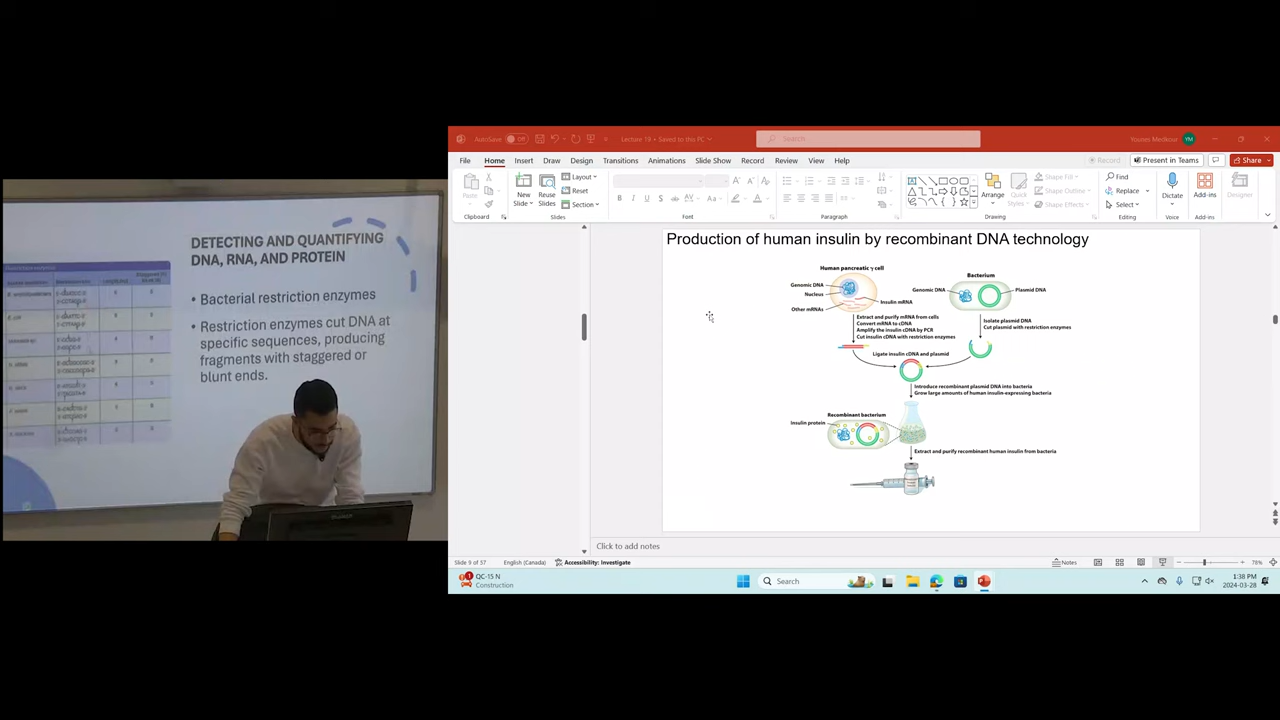 DETECTING AND QUANTIFYING
DNA, RNA, AND PROTEIN
• Bacterial restriction enzymes
• Restriction enzymes cut DNA at
specific sequences, producing
fragments with staggered or
blunt ends.
AutoSave Off
Lecture 19 • Saved to this PC
Search
Younes Medkour YM
File Home Insert Draw Design Transitions Animations Slide Show Record Review View Help
Record Present in Teams Share
Paste
Clipboard
New
Slide
Reuse
Slides
Layout
Reset
Section
Slides
Font
Paragraph
Arrange
Quick
Styles
Shape Fill
Shape Outline
Shape Effects
Drawing
Find
Replace
Select
Editing
Dictate
Voice
Add-ins
Add-ins
Designer
Production of human insulin by recombinant DNA technology
Human pancreatic γ cell
Genomic DNA
Nucleus
Other mRNAs
Insulin mRNA
Bacterium
Genomic DNA
Plasmid DNA
Extract and purify mRNA from cells
Convert mRNA to cDNA
Amplify the insulin cDNA by PCR
Cut insulin cDNA with restriction enzymes
Isolate plasmid DNA
Cut plasmid with restriction enzymes
Ligate insulin cDNA and plasmid
Introduce recombinant plasmid DNA into bacteria
Grow large amounts of human insulin-expressing bacteria
Recombinant bacterium
Insulin protein
Extract and purify recombinant human insulin from bacteria
Click to add notes
Slide 9 of 57 English (Canada) Accessibility: Investigate
Notes
78%
1
QC-15 N
Construction
Search
1:38 PM
2024-03-28